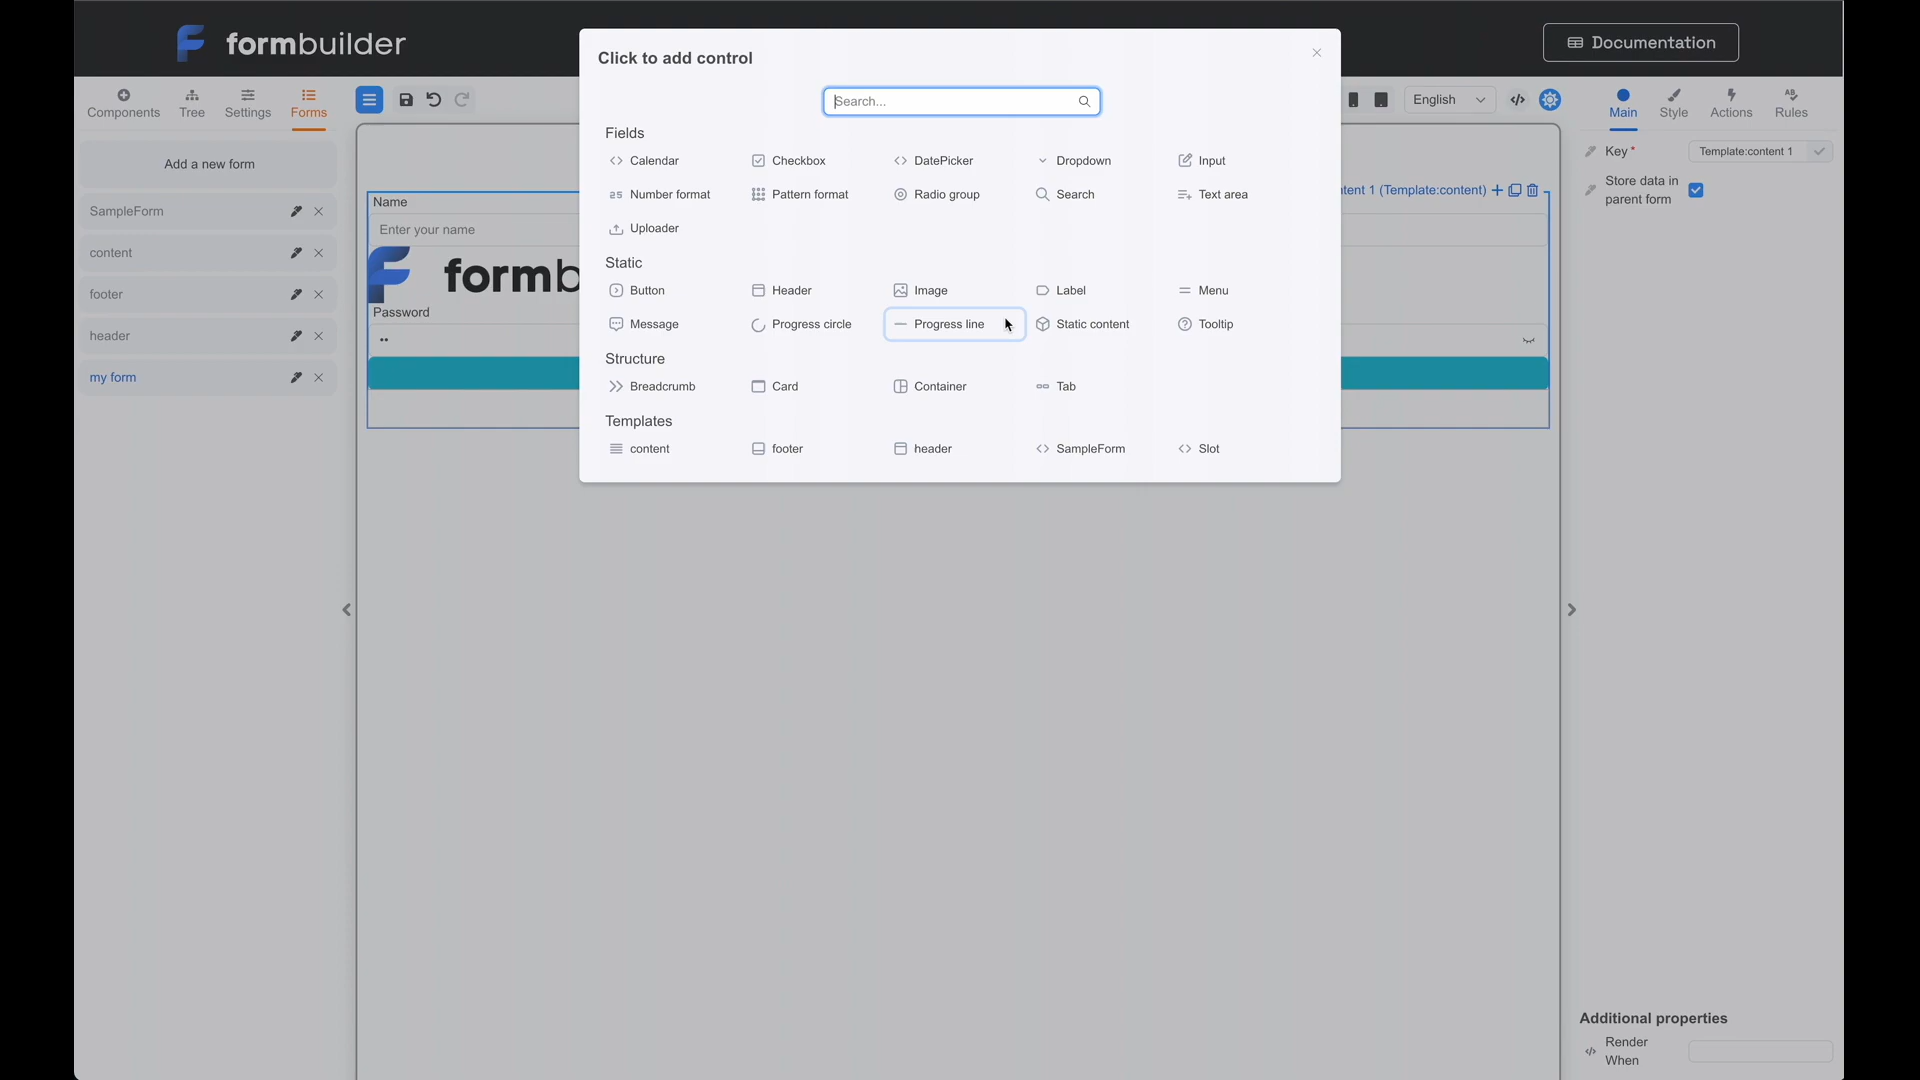 formbuilder
Documentation
Components
Tree
Settings
Forms
Add a new form
SampleForm
content
footer
header
my form
Name
Enter your name
formb
Password
Click to add control
Search...
Fields
Calendar
Checkbox
DatePicker
Dropdown
Input
Number format
Pattern format
Radio group
Search
Text area
Uploader
Static
Button
Header
Image
Label
Menu
Message
Progress circle
Progress line
Static content
Tooltip
Structure
Breadcrumb
Card
Container
Tab
Templates
content
footer
header
SampleForm
Slot
English
tent 1 (Template:content)
Main
Style
Actions
Rules
Key*
Template:content 1
Store data in
parent form
Additional properties
Render
When